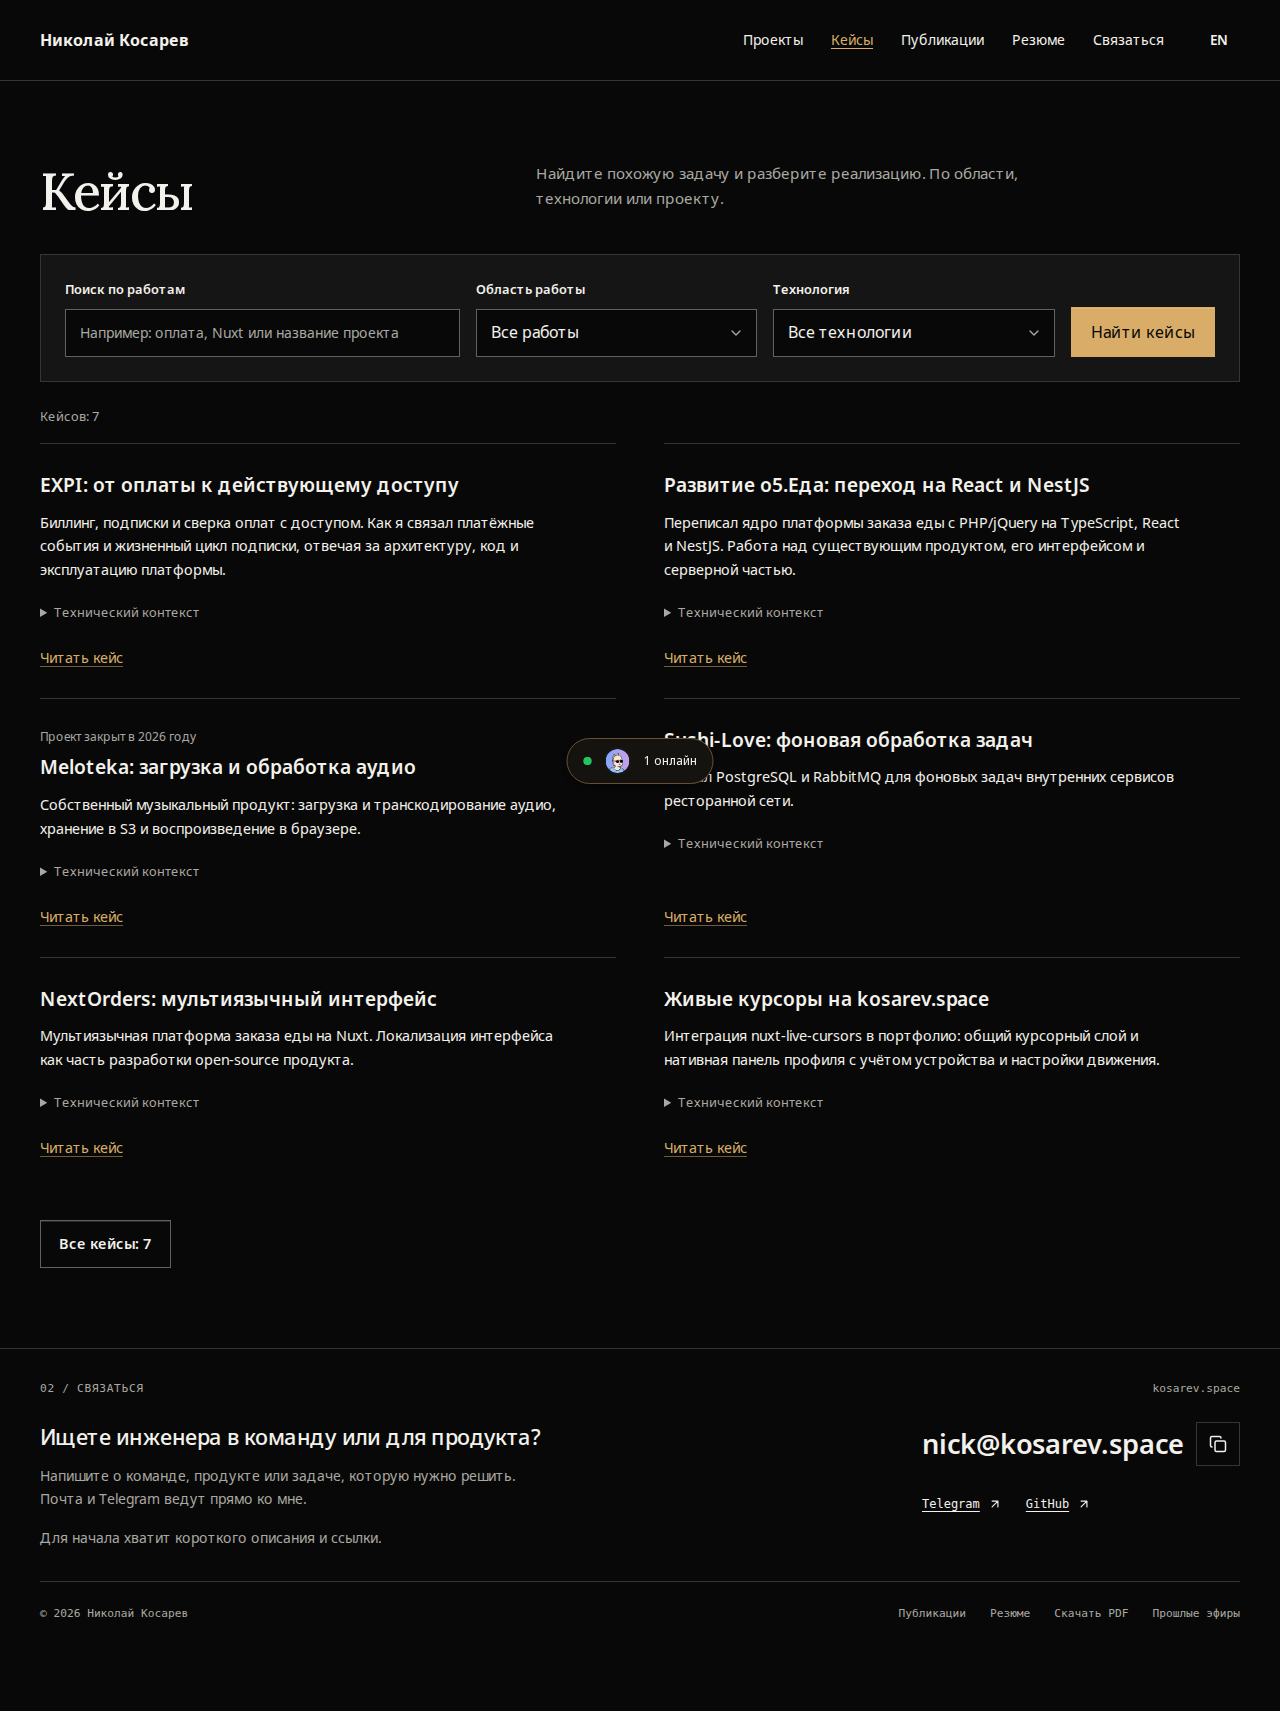 Николай Косарев
Проекты Кейсы Публикации Резюме Связаться EN
Кейсы
Найдите похожую задачу и разберите реализацию. По области,
технологии или проекту.
Поиск по работам
Область работы
Технология
Например: оплата, Nuxt или название проекта
Все работы
Все технологии
Найти кейсы
Кейсов: 7
EXPI: от оплаты к действующему доступу
Биллинг, подписки и сверка оплат с доступом. Как я связал платёжные
события и жизненный цикл подписки, отвечая за архитектуру, код и
эксплуатацию платформы.
Технический контекст
Читать кейс
Развитие о5.Еда: переход на React и NestJS
Переписал ядро платформы заказа еды с PHP/jQuery на TypeScript, React
и NestJS. Работа над существующим продуктом, его интерфейсом и
серверной частью.
Технический контекст
Читать кейс
Проект закрыт в 2026 году
Meloteka: загрузка и обработка аудио
Собственный музыкальный продукт: загрузка и транскодирование аудио,
хранение в S3 и воспроизведение в браузере.
Технический контекст
Читать кейс
1 онлайн
Sushi-Love: фоновая обработка задач
PostgreSQL и RabbitMQ для фоновых задач внутренних сервисов
ресторанной сети.
Технический контекст
Читать кейс
NextOrders: мультиязычный интерфейс
Мультиязычная платформа заказа еды на Nuxt. Локализация интерфейса
как часть разработки open-source продукта.
Технический контекст
Читать кейс
Живые курсоры на kosarev.space
Интеграция nuxt-live-cursors в портфолио: общий курсорный слой и
нативная панель профиля с учётом устройства и настройки движения.
Технический контекст
Читать кейс
Все кейсы: 7
02 / СВЯЗАТЬСЯ
kosarev.space
Ищете инженера в команду или для продукта?
Напишите о команде, продукте или задаче, которую нужно решить.
Почта и Telegram ведут прямо ко мне.
Для начала хватит короткого описания и ссылки.
nick@kosarev.space
Telegram GitHub
© 2026 Николай Косарев
Публикации Резюме Скачать PDF Прошлые эфиры